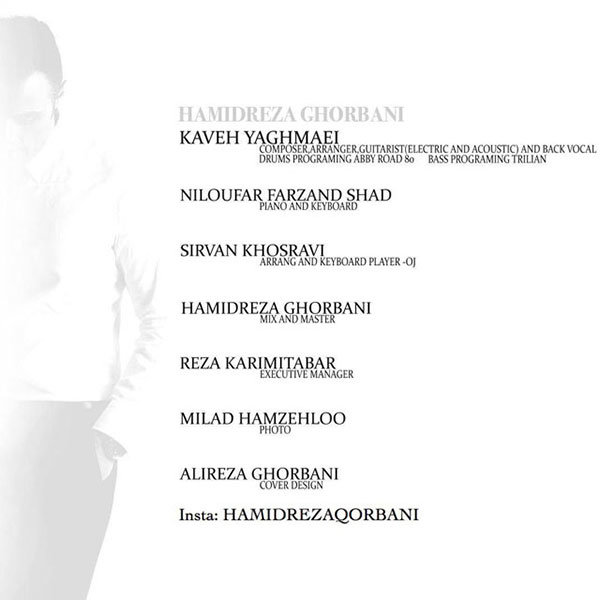 HAMIDREZA GHORBANI
KAVEH YAGHMAEI
COMPOSER,ARRANGER,GUITARIST(ELECTRIC AND ACOUSTIC) AND BACK VOCAL
DRUMS PROGRAMING ABBY ROAD 80 BASS PROGRAMING TRILIAN
NILOUFAR FARZAND SHAD
PIANO AND KEYBOARD
SIRVAN KHOSRAVI
ARRANG AND KEYBOARD PLAYER -OJ
HAMIDREZA GHORBANI
MIX AND MASTER
REZA KARIMITABAR
EXECUTIVE MANAGER
MILAD HAMZEHLOO
PHOTO
ALIREZA GHORBANI
COVER DESIGN
Insta: HAMIDREZAQORBANI